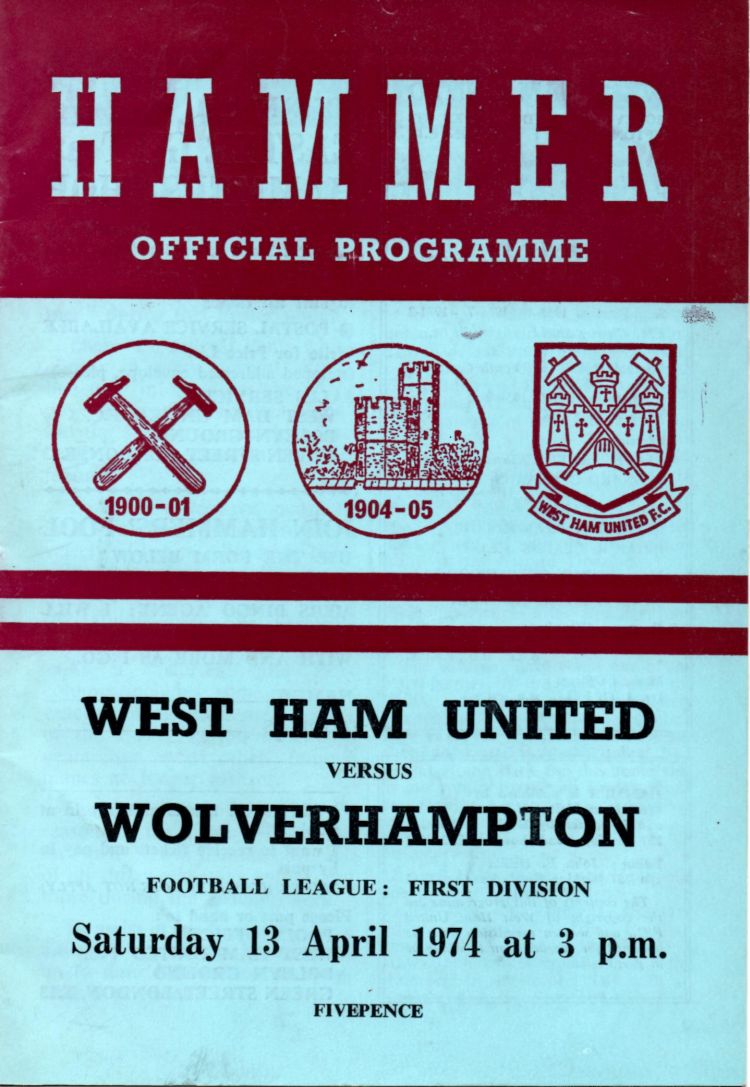 HAMMER
OFFICIAL PROGRAMME
1900-01
1904-05
WEST HAM UNITED F.C.
WEST HAM UNITED
VERSUS
WOLVERHAMPTON
FOOTBALL LEAGUE: FIRST DIVISION
Saturday 13 April 1974 at 3 p.m.
FIVEPENCE